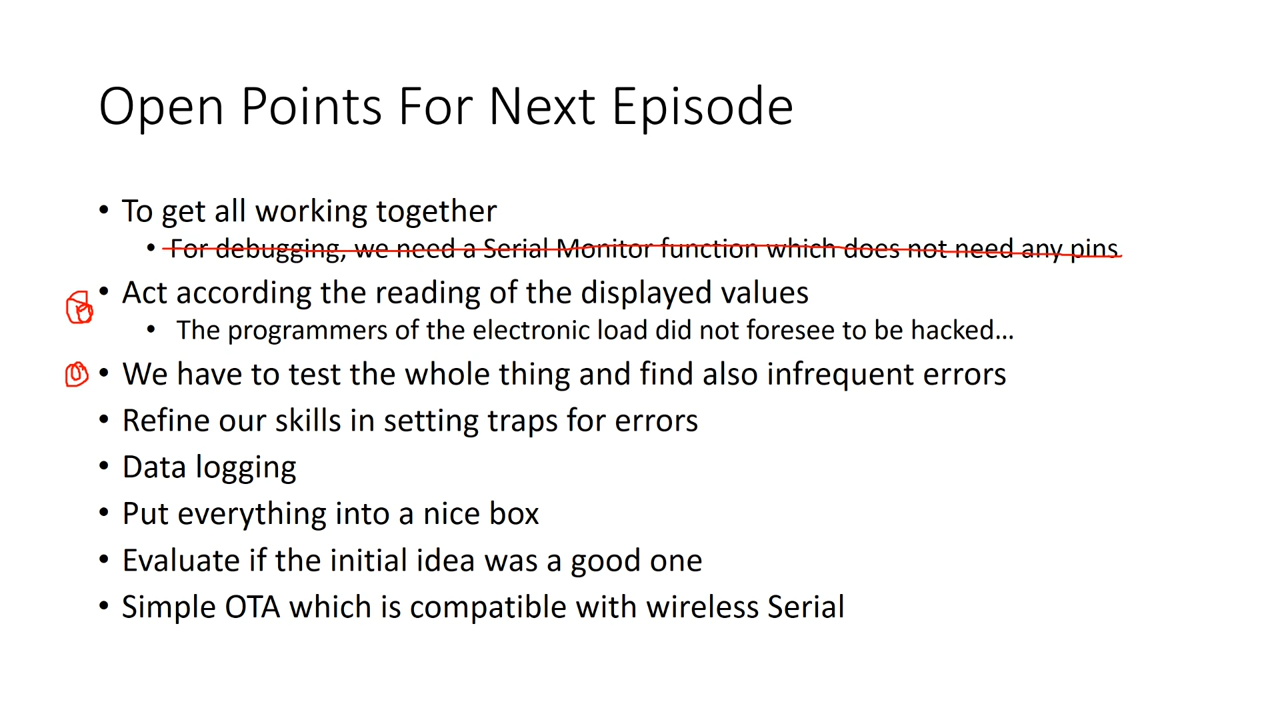 Open Points For Next Episode
• To get all working together
• For debugging, we need a Serial Monitor function which does not need any pins
• Act according the reading of the displayed values
• The programmers of the electronic load did not foresee to be hacked...
• We have to test the whole thing and find also infrequent errors
• Refine our skills in setting traps for errors
• Data logging
• Put everything into a nice box
• Evaluate if the initial idea was a good one
• Simple OTA which is compatible with wireless Serial